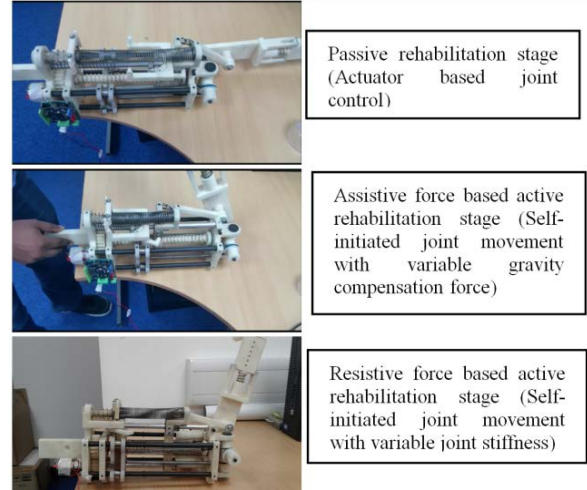 Passive rehabilitation stage
(Actuator based joint
control)
Assistive force based active
rehabilitation stage (Self-
initiated joint movement
with variable gravity
compensation force)
Resistive force based active
rehabilitation stage (Self-
initiated joint movement
with variable joint stiffness)